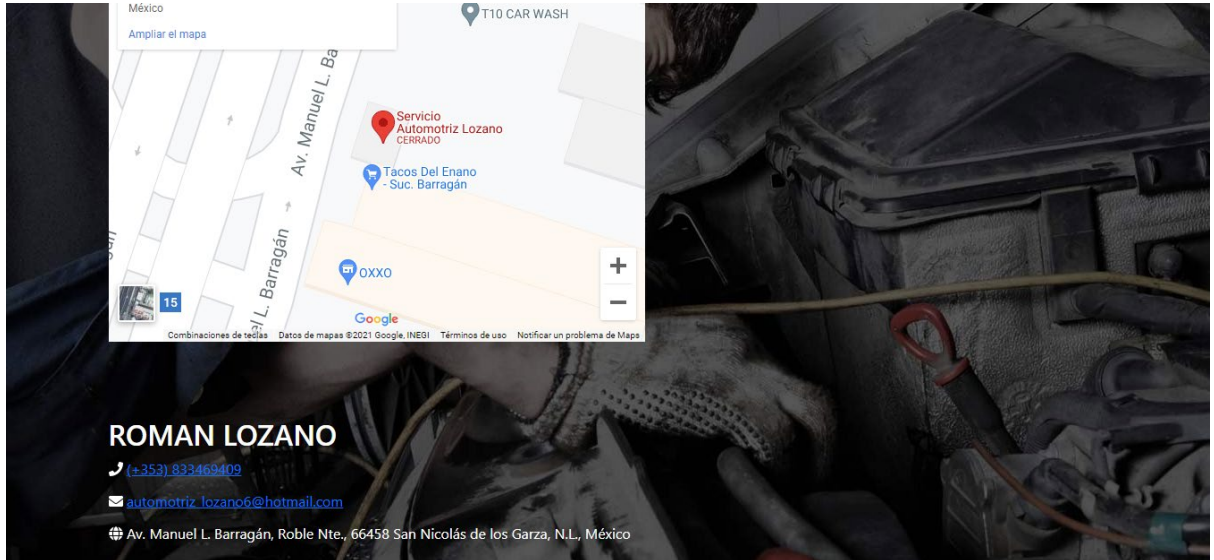 México
Ampliar el mapa
T10 CAR WASH
Av. Manuel L. Ba
Servicio
Automotriz Lozano
CERRADO
Tacos Del Enano
- Suc. Barragán
el L. Barragán
OXXO
15
Google
Combinaciones de teclas Datos de mapas ©2021 Google, INEGI Términos de uso Notificar un problema de Maps
ROMAN LOZANO
(+353) 833469409
automotriz_lozano6@hotmail.com
Av. Manuel L. Barragán, Roble Nte., 66458 San Nicolás de los Garza, N.L., México